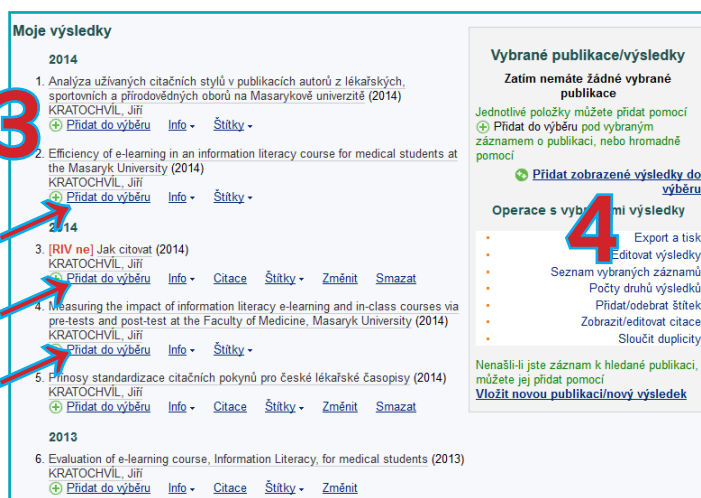 Moje výsledky
2014
1. Analýza užívaných citačních stylů v publikacích autorů z lékařských,
sportovních a přírodovědných oborů na Masarykově univerzitě (2014)
KRATOCHVÍL, Jiří
Přidat do výběru Info Štítky
3
2. Efficiency of e-learning in an information literacy course for medical students at
the Masaryk University (2014)
KRATOCHVÍL, Jiří
Přidat do výběru Info Štítky
2014
3. [RIV ne] Jak citovat (2014)
KRATOCHVÍL, Jiří
Přidat do výběru Info Citace Štítky Změnit Smazat
4. Measuring the impact of information literacy e-learning and in-class courses via
pre-tests and post-test at the Faculty of Medicine, Masaryk University (2014)
KRATOCHVÍL, Jiří
Přidat do výběru Info Štítky
5. Přínosy standardizace citačních pokynů pro české lékařské časopisy (2014)
KRATOCHVÍL, Jiří
Přidat do výběru Info Citace Štítky Změnit Smazat
2013
6. Evaluation of e-learning course, Information Literacy, for medical students (2013)
KRATOCHVÍL, Jiří
Přidat do výběru Info Citace Štítky Změnit
Vybrané publikace/výsledky
Zatím nemáte žádné vybrané
publikace
Jednotlivé položky můžete přidat pomocí
Přidat do výběru pod vybraným
záznamem o publikaci, nebo hromadně
pomocí
Přidat zobrazené výsledky do
výběru
Operace s vybranými výsledky
4
Export a tisk
Editovat výsledky
Seznam vybraných záznamů
Počty druhů výsledků
Přidat/odebrat štítek
Zobrazit/editovat citace
Sloučit duplicity
Nenašli-li jste záznam k hledané publikaci,
můžete jej přidat pomocí
Vložit novou publikaci/nový výsledek